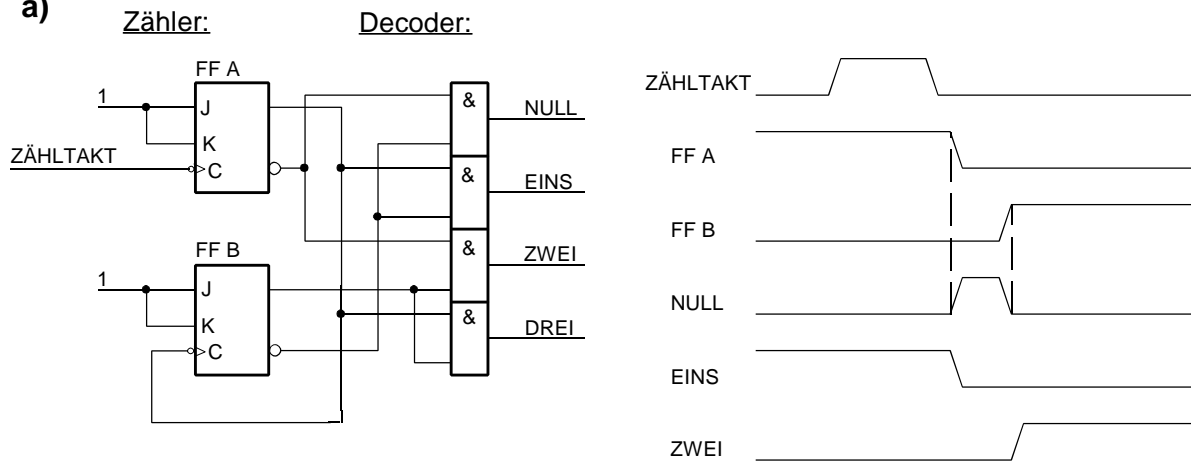 a)
Zähler:
Decoder:
FF A
1
J
K
C
ZÄHLTAKT
FF B
1
J
K
C
&
NULL
&
EINS
&
ZWEI
&
DREI
ZÄHLTAKT
FF A
FF B
NULL
EINS
ZWEI